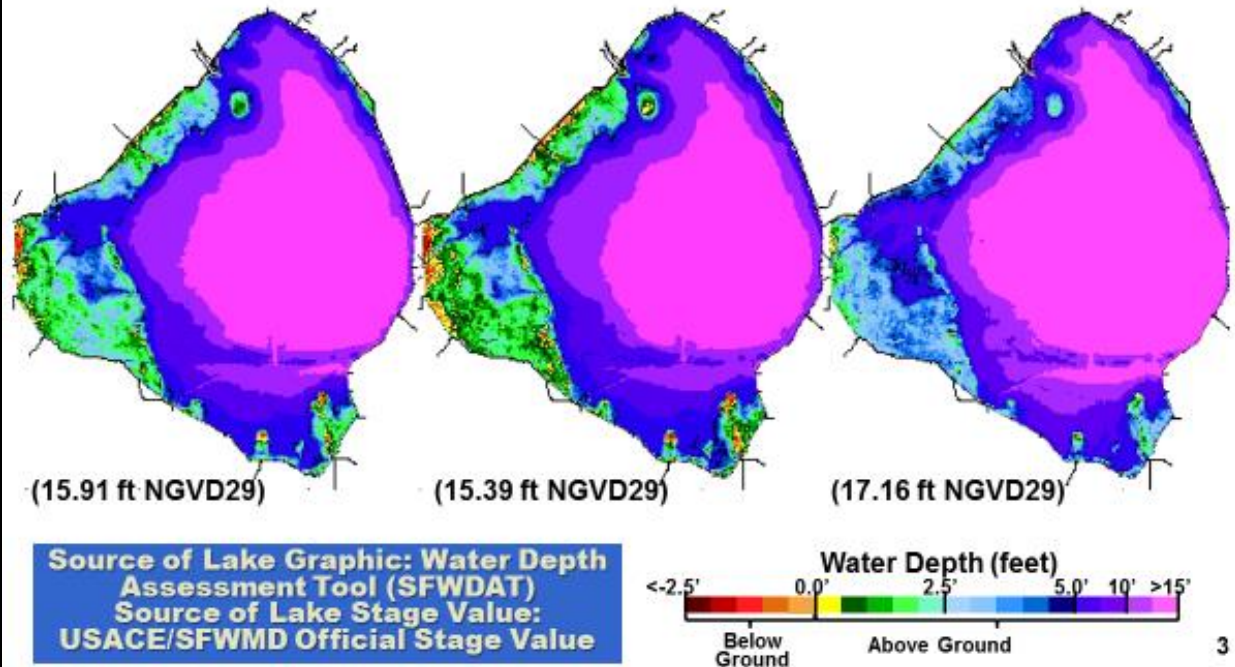 (15.91 ft NGVD29)
(15.39 ft NGVD29)
(17.16 ft NGVD29)
Source of Lake Graphic: Water Depth
Assessment Tool (SFWDAT)
Source of Lake Stage Value:
USACE/SFWMD Official Stage Value
Water Depth (feet)
<-2.5' 0.0' 2.5' 5.0' 10' >15'
Below
Ground
Above Ground
3